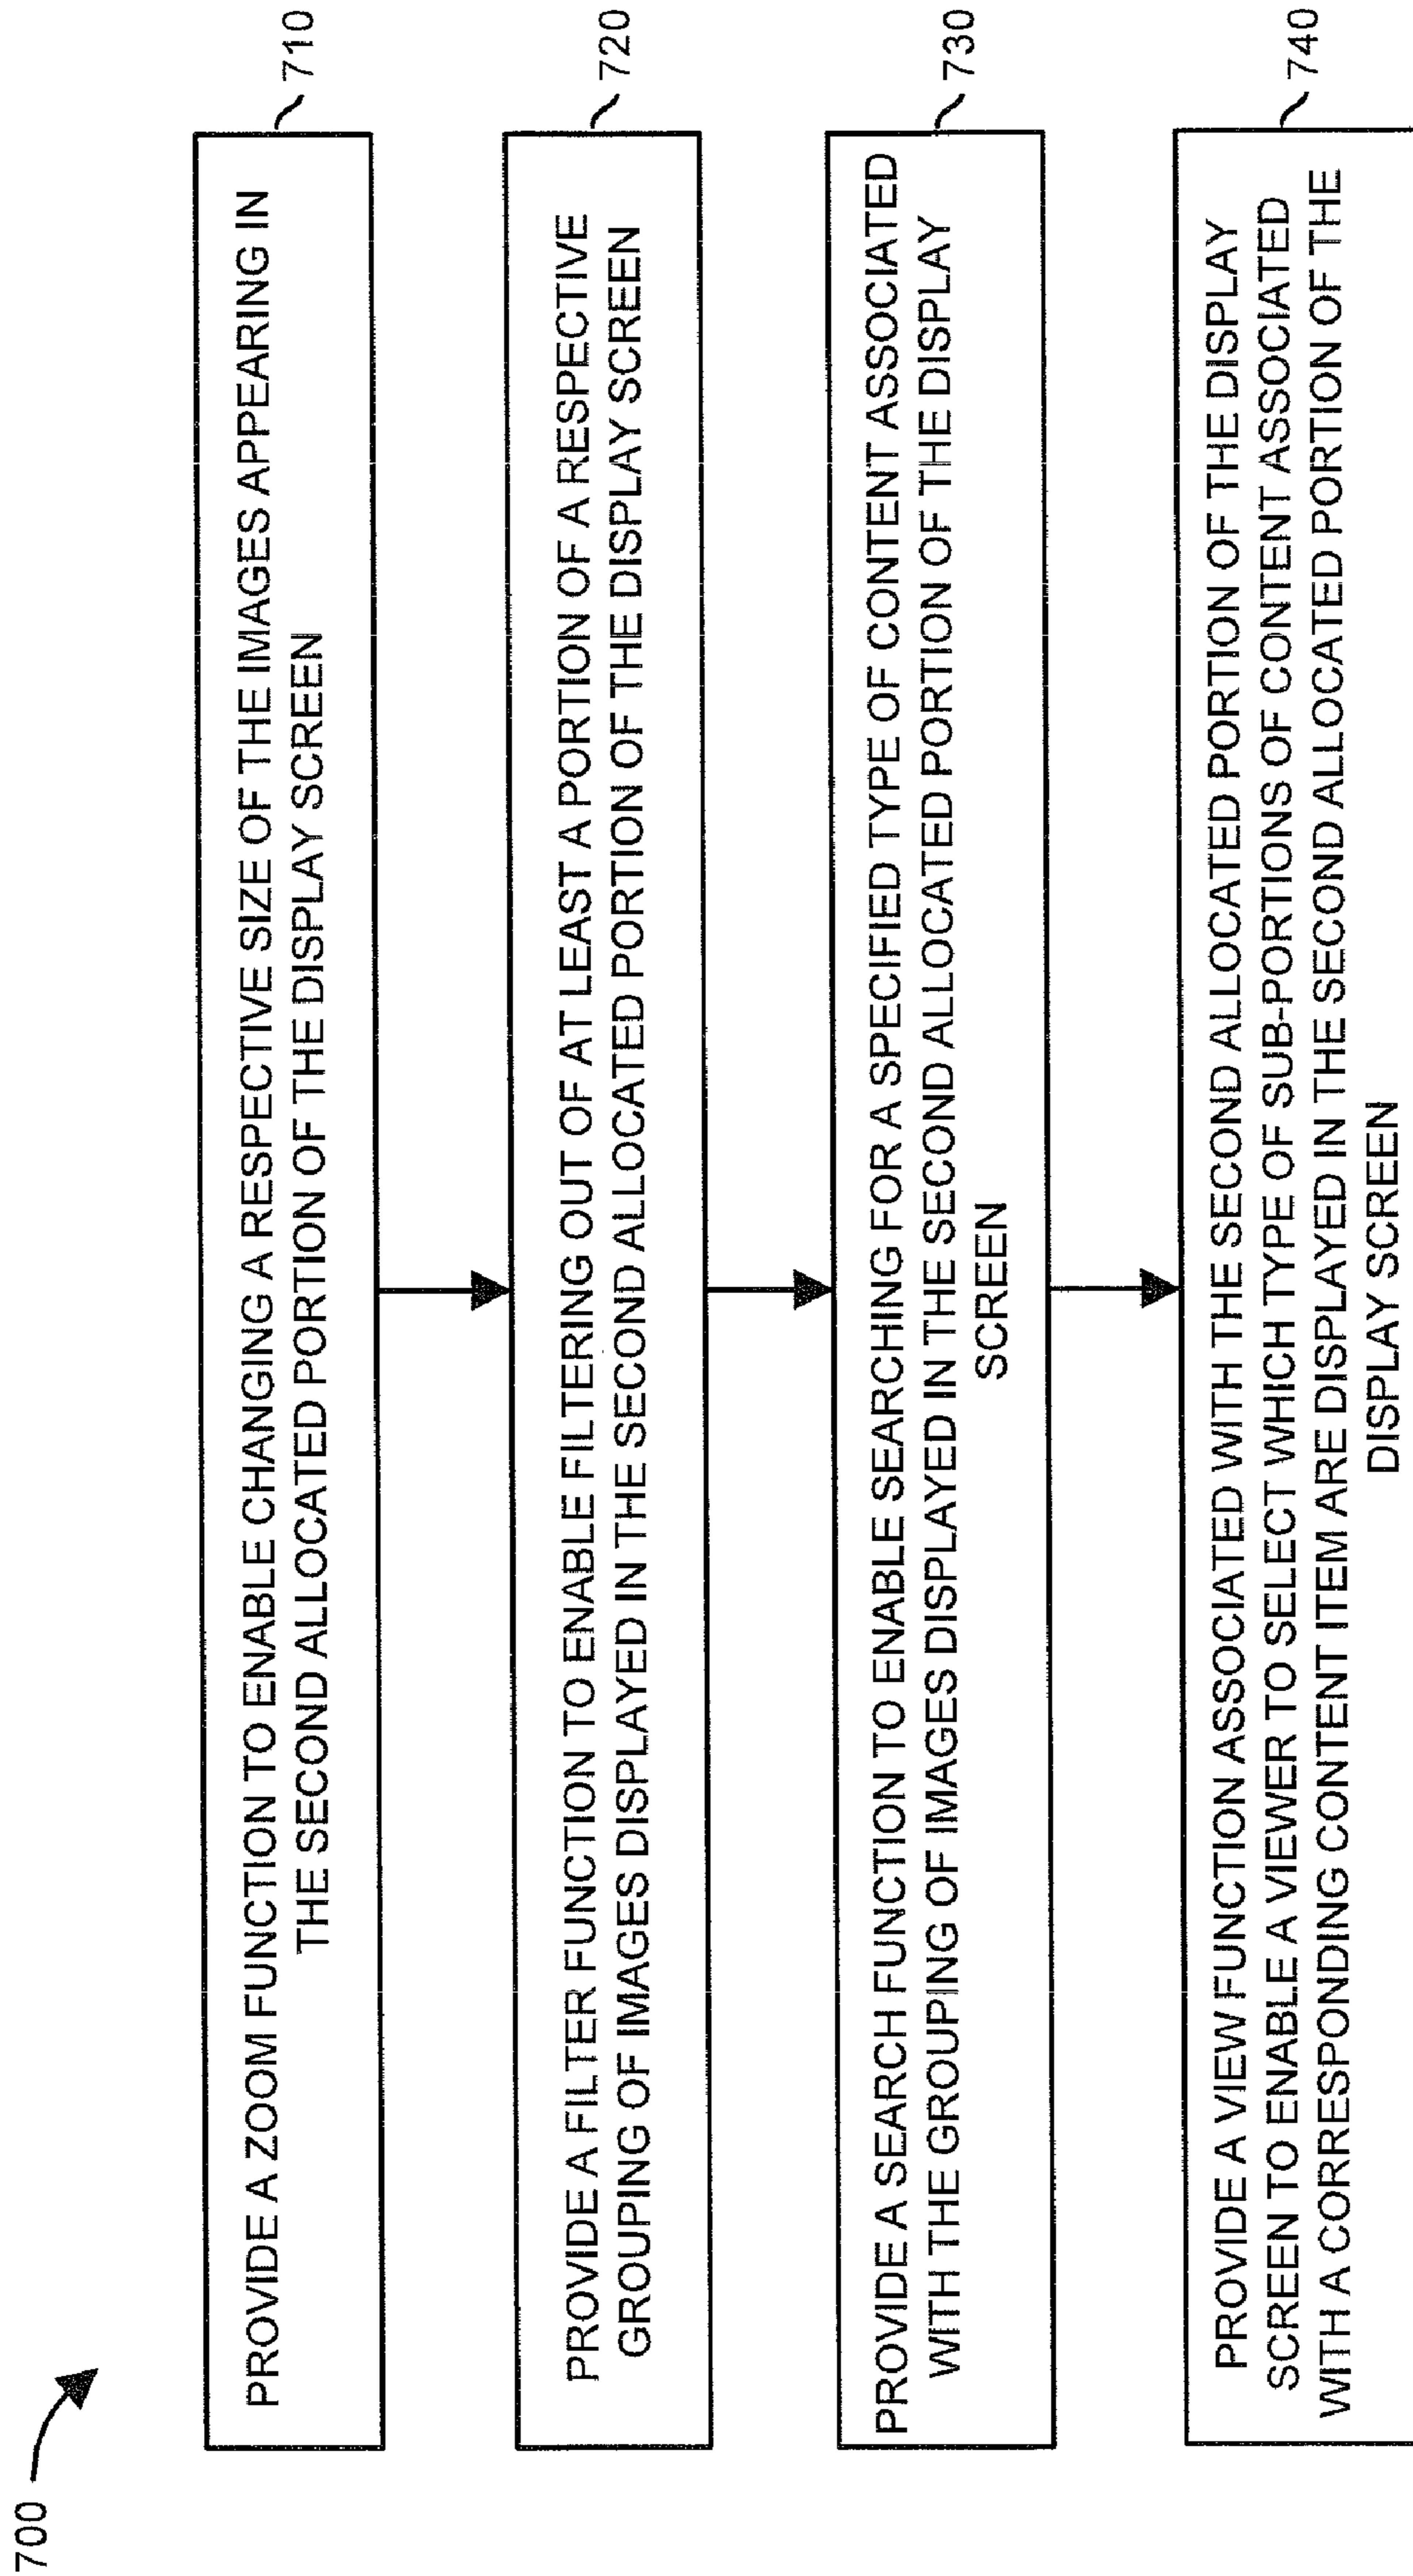 700
PROVIDE A ZOOM FUNCTION TO ENABLE CHANGING A RESPECTIVE SIZE OF THE IMAGES APPEARING IN
THE SECOND ALLOCATED PORTION OF THE DISPLAY SCREEN
710
PROVIDE A FILTER FUNCTION TO ENABLE FILTERING OUT OF AT LEAST A PORTION OF A RESPECTIVE
GROUPING OF IMAGES DISPLAYED IN THE SECOND ALLOCATED PORTION OF THE DISPLAY SCREEN
720
PROVIDE A SEARCH FUNCTION TO ENABLE SEARCHING FOR A SPECIFIED TYPE OF CONTENT ASSOCIATED
WITH THE GROUPING OF IMAGES DISPLAYED IN THE SECOND ALLOCATED PORTION OF THE DISPLAY
SCREEN
730
PROVIDE A VIEW FUNCTION ASSOCIATED WITH THE SECOND ALLOCATED PORTION OF THE DISPLAY
SCREEN TO ENABLE A VIEWER TO SELECT WHICH TYPE OF SUB-PORTIONS OF CONTENT ASSOCIATED
WITH A CORRESPONDING CONTENT ITEM ARE DISPLAYED IN THE SECOND ALLOCATED PORTION OF THE
DISPLAY SCREEN
740